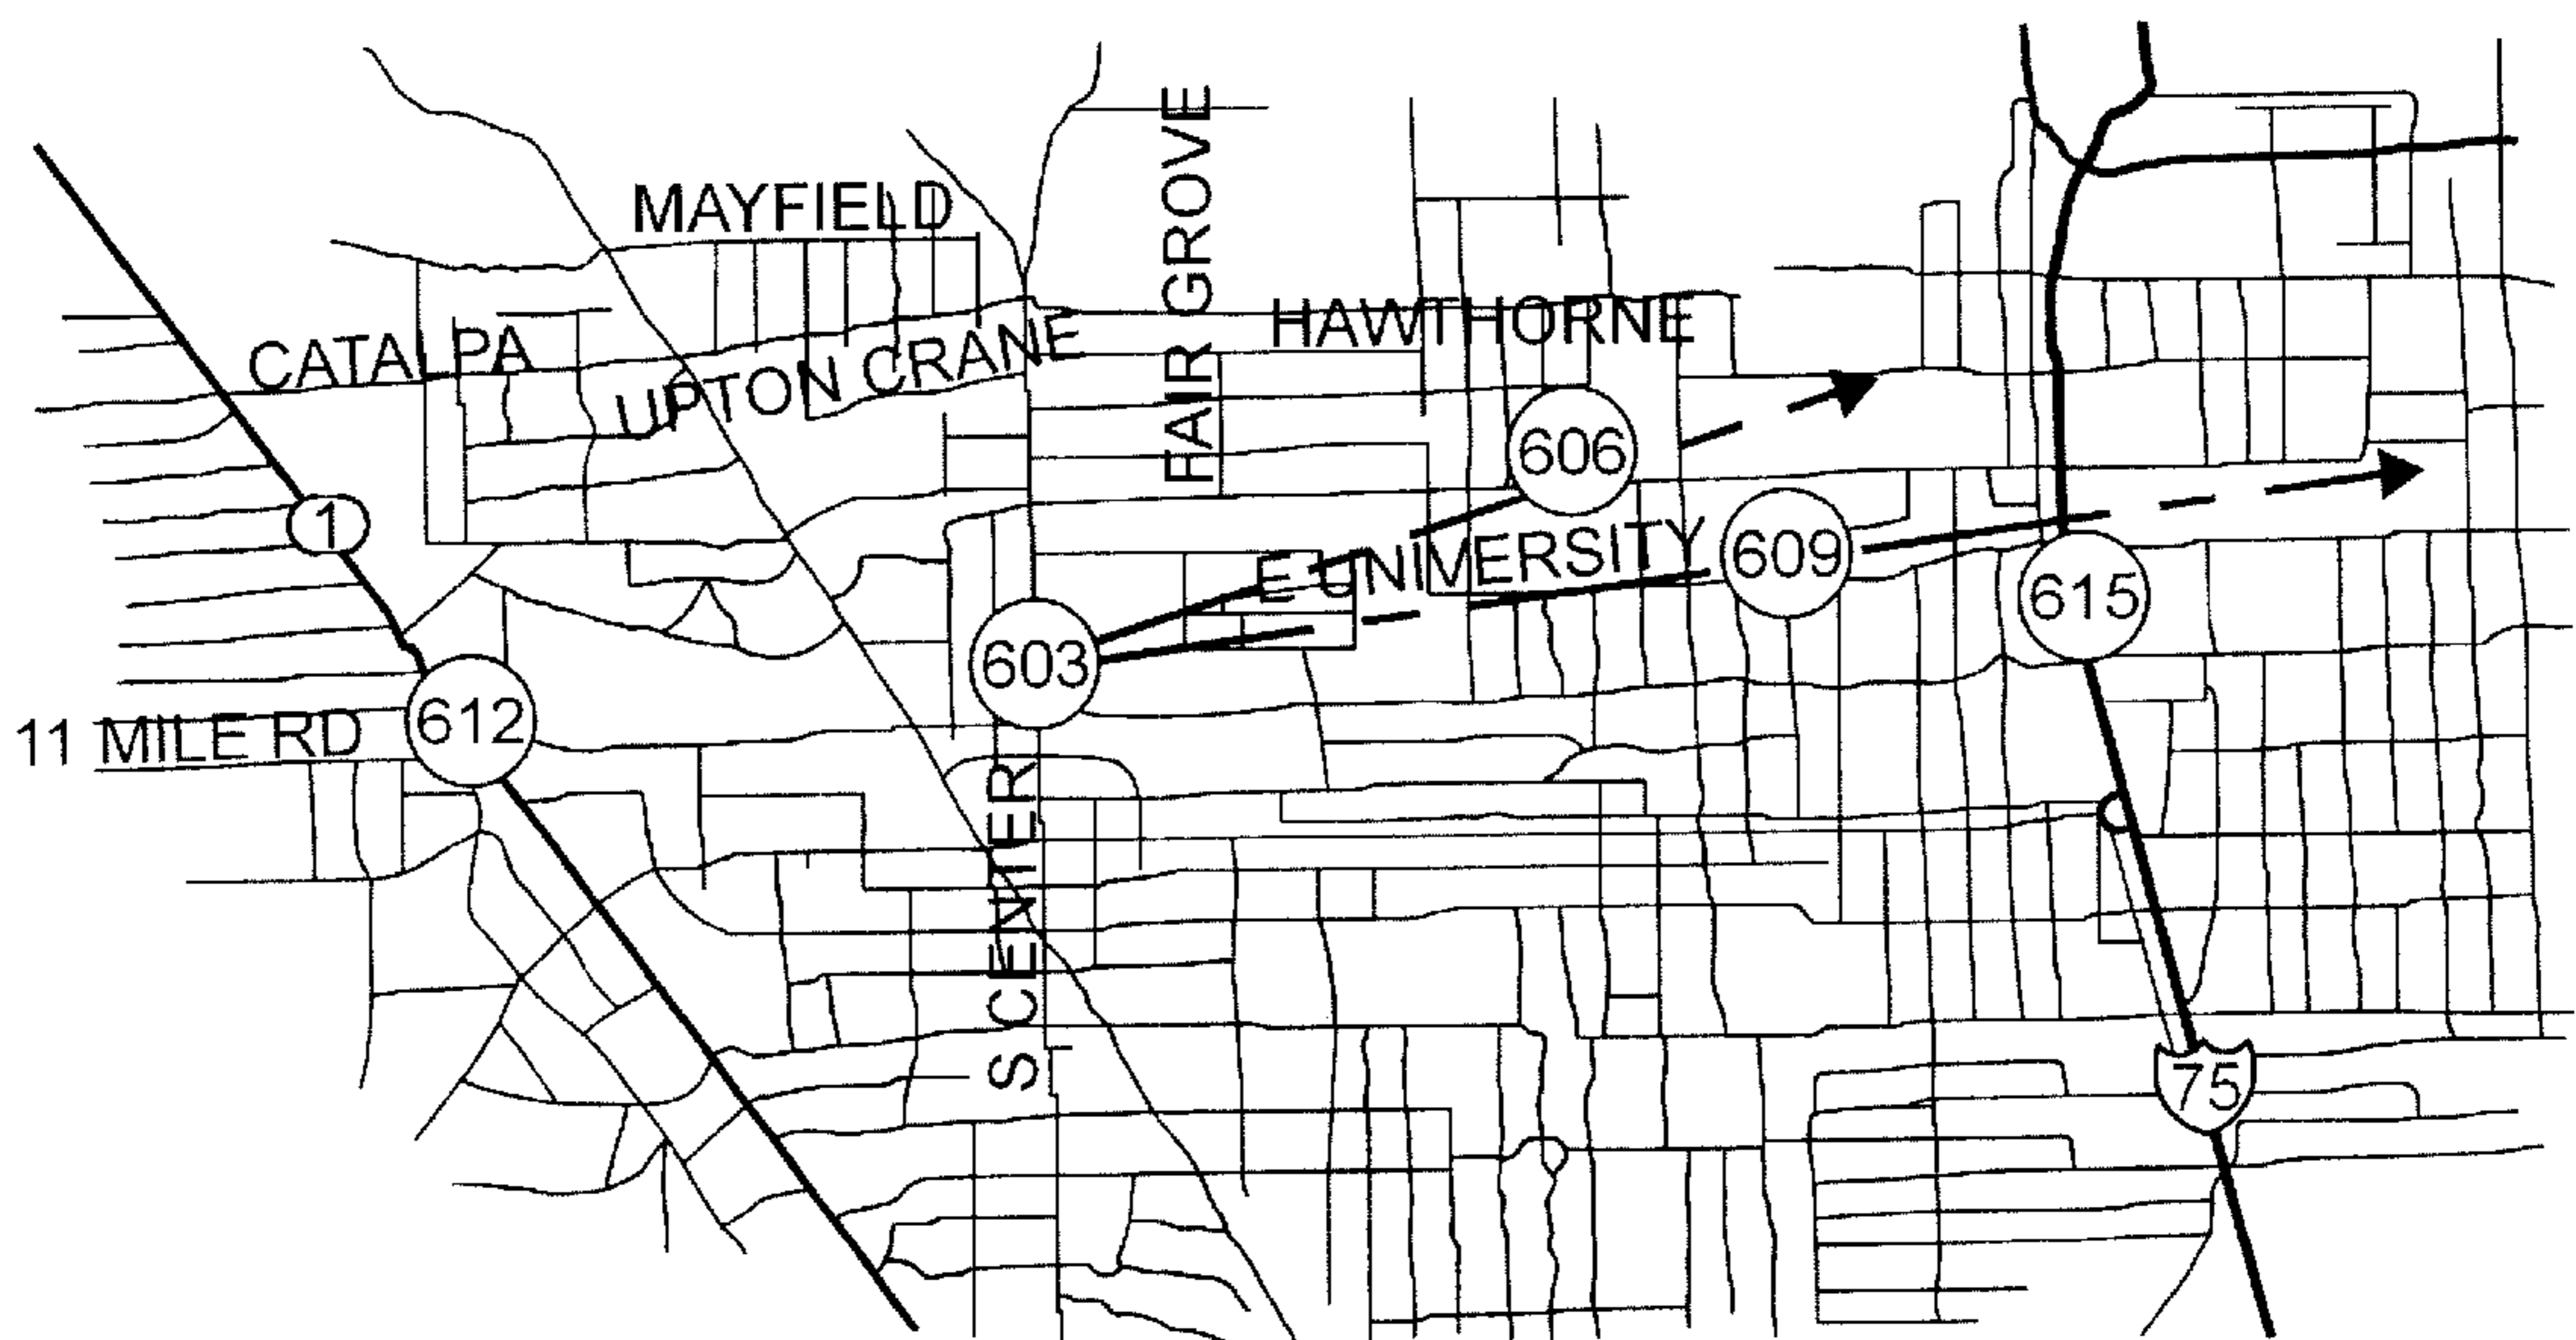 MAYFIELD
FAIR GROVE
HAWTHORNE
CATALPA
UPTON CRANE
606
1
E UNIVERSITY
609
615
603
612
11 MILE RD
S CENTER
75